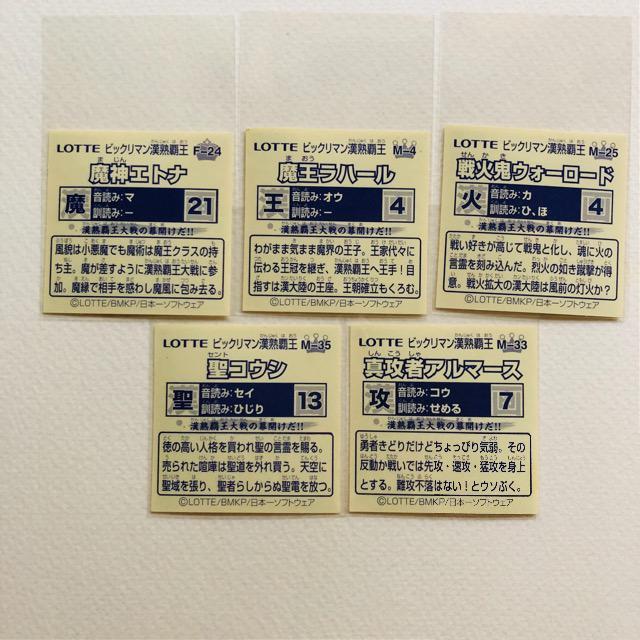 LOTTE ビックリマン漢熟覇王 F-24
魔神エトナ
魔
音読み:マ
訓読み:ー
21
漢熟覇王大戦の幕開けだ!!
風貌は小悪魔でも魔術は魔王クラスの持
ち主。魔が差すように漢熟覇王大戦に参
加。魔縁で相手を惑わし魔風に包み去る。
©LOTTE/BMKP/日本一ソフトウェア
LOTTE ビックリマン漢熟覇王 M-4
魔王ラハール
王
音読み:オウ
訓読み:ー
4
漢熟覇王大戦の幕開けだ!!
わがまま気まま魔界の王子。王家代々に
伝わる王冠を継ぎ、漢熟覇へ王手!目
指すは漢大陸の王座。王朝確立もくろむ。
©LOTTE/BMKP/日本一ソフトウェア
LOTTE ビックリマン漢熟覇王 M-25
戦火鬼ウォーロード
火
音読み:カ
訓読み:ひ、ほ
4
漢熟覇王大戦の幕開けだ!!
戦い好きが高じて戦鬼と化し、魂に火の
言霊を刻み込んだ。烈火の如き蹴撃が得
意。戦火拡大の漢大陸は風前の灯火か?
©LOTTE/BMKP/日本一ソフトウェア
LOTTE ビックリマン漢熟覇王 M-35
聖コウシ
聖
音読み:セイ
訓読み:ひじり
13
漢熟覇王大戦の幕開けだ!!
徳の高い人格を買われ聖の言霊を賜る。
売られた喧嘩は聖道を外れ買う。天空に
聖域を張り、聖者らしからぬ聖竜を放つ。
©LOTTE/BMKP/日本一ソフトウェア
LOTTE ビックリマン漢熟覇王 M-33
真攻者アルマース
攻
音読み:コウ
訓読み:せめる
7
漢熟覇王大戦の幕開けだ!!
勇者きどりだけどちょっぴり気弱。その
反動か戦いでは先攻・速攻・猛攻を身上
とする。難攻不落はない!とウソぶく。
©LOTTE/BMKP/日本一ソフトウェア